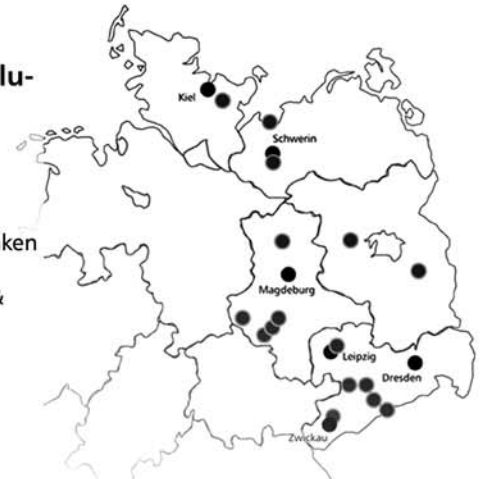 lu-
Kiel
Schwerin
ken
&
Magdeburg
Leipzig
Dresden
Zwickau